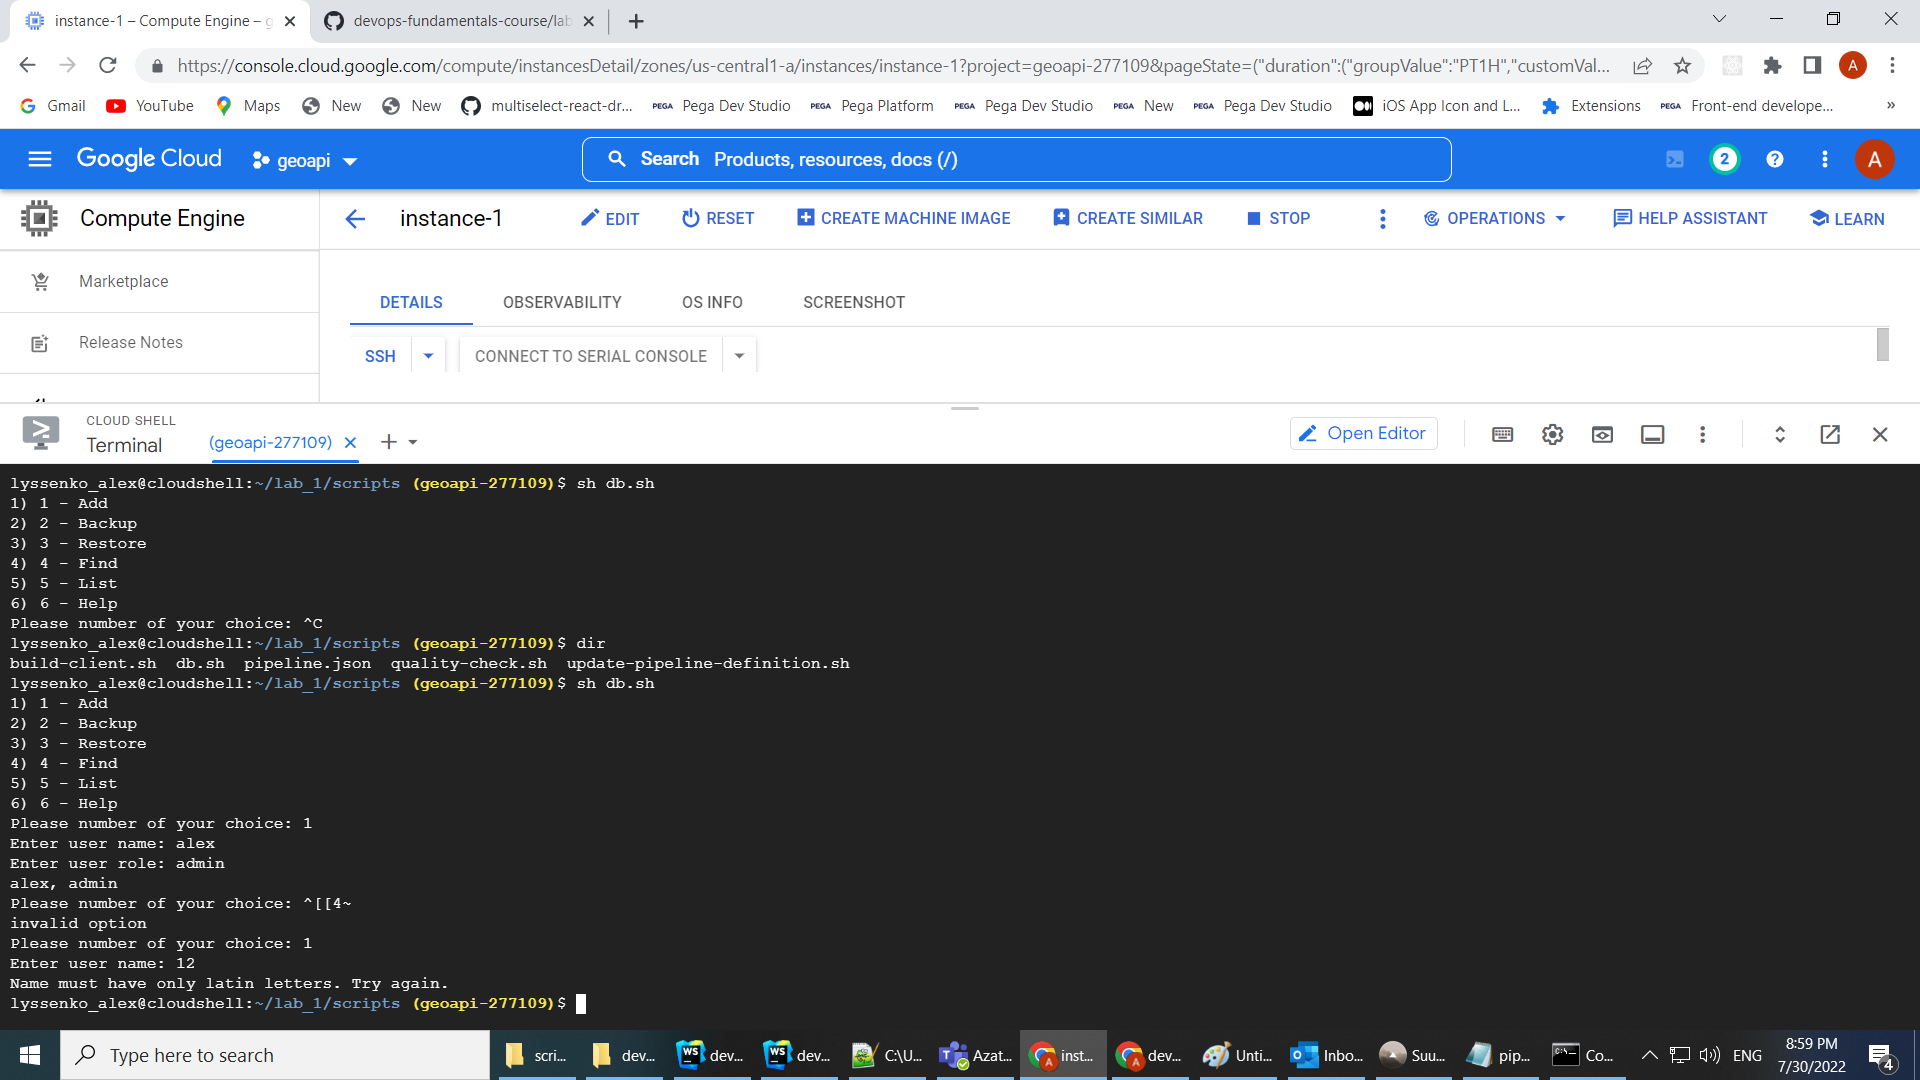 instance-1 – Compute Engine – g
devops-fundamentals-course/lab
https://console.cloud.google.com/compute/instancesDetail/zones/us-central1-a/instances/instance-1?project=geoapi-277109&pageState=("duration":("groupValue":"PT1H","customVal...
A
Gmail YouTube Maps New New multiselect-react-dr... PEGA Pega Dev Studio PEGA Pega Platform PEGA Pega Dev Studio PEGA New PEGA Pega Dev Studio iOS App Icon and L... Extensions PEGA Front-end develope... »
Google Cloud geoapi Search Products, resources, docs (/) 2 A
Compute Engine instance-1 EDIT RESET CREATE MACHINE IMAGE CREATE SIMILAR STOP OPERATIONS HELP ASSISTANT LEARN
Marketplace
DETAILS OBSERVABILITY OS INFO SCREENSHOT
Release Notes
SSH CONNECT TO SERIAL CONSOLE
CLOUD SHELL
Terminal (geoapi-277109) Open Editor
lyssenko_alex@cloudshell:~/lab_1/scripts (geoapi-277109)$ sh db.sh
1) 1 - Add
2) 2 - Backup
3) 3 - Restore
4) 4 - Find
5) 5 - List
6) 6 - Help
Please number of your choice: ^C
lyssenko_alex@cloudshell:~/lab_1/scripts (geoapi-277109)$ dir
build-client.sh db.sh pipeline.json quality-check.sh update-pipeline-definition.sh
lyssenko_alex@cloudshell:~/lab_1/scripts (geoapi-277109)$ sh db.sh
1) 1 - Add
2) 2 - Backup
3) 3 - Restore
4) 4 - Find
5) 5 - List
6) 6 - Help
Please number of your choice: 1
Enter user name: alex
Enter user role: admin
alex, admin
Please number of your choice: ^[[4~
invalid option
Please number of your choice: 1
Enter user name: 12
Name must have only latin letters. Try again.
lyssenko_alex@cloudshell:~/lab_1/scripts (geoapi-277109)$
Type here to search scri... dev... WS dev... WS dev... C:\U... Azat... inst... dev... Unti... Inbo... Suu... pip... Co... ENG 8:59 PM
7/30/2022 4